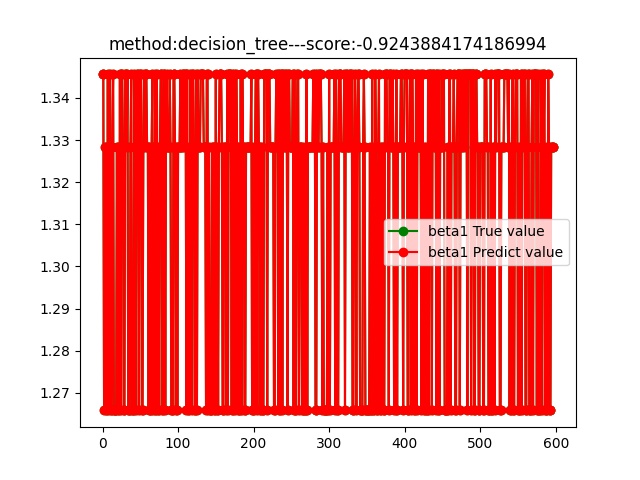 method:decision_tree---score:-0.9243884174186994
1.34
1.33
1.32
1.31
1.30
1.29
1.28
1.27
beta1 True value
beta1 Predict value
0 100 200 300 400 500 600